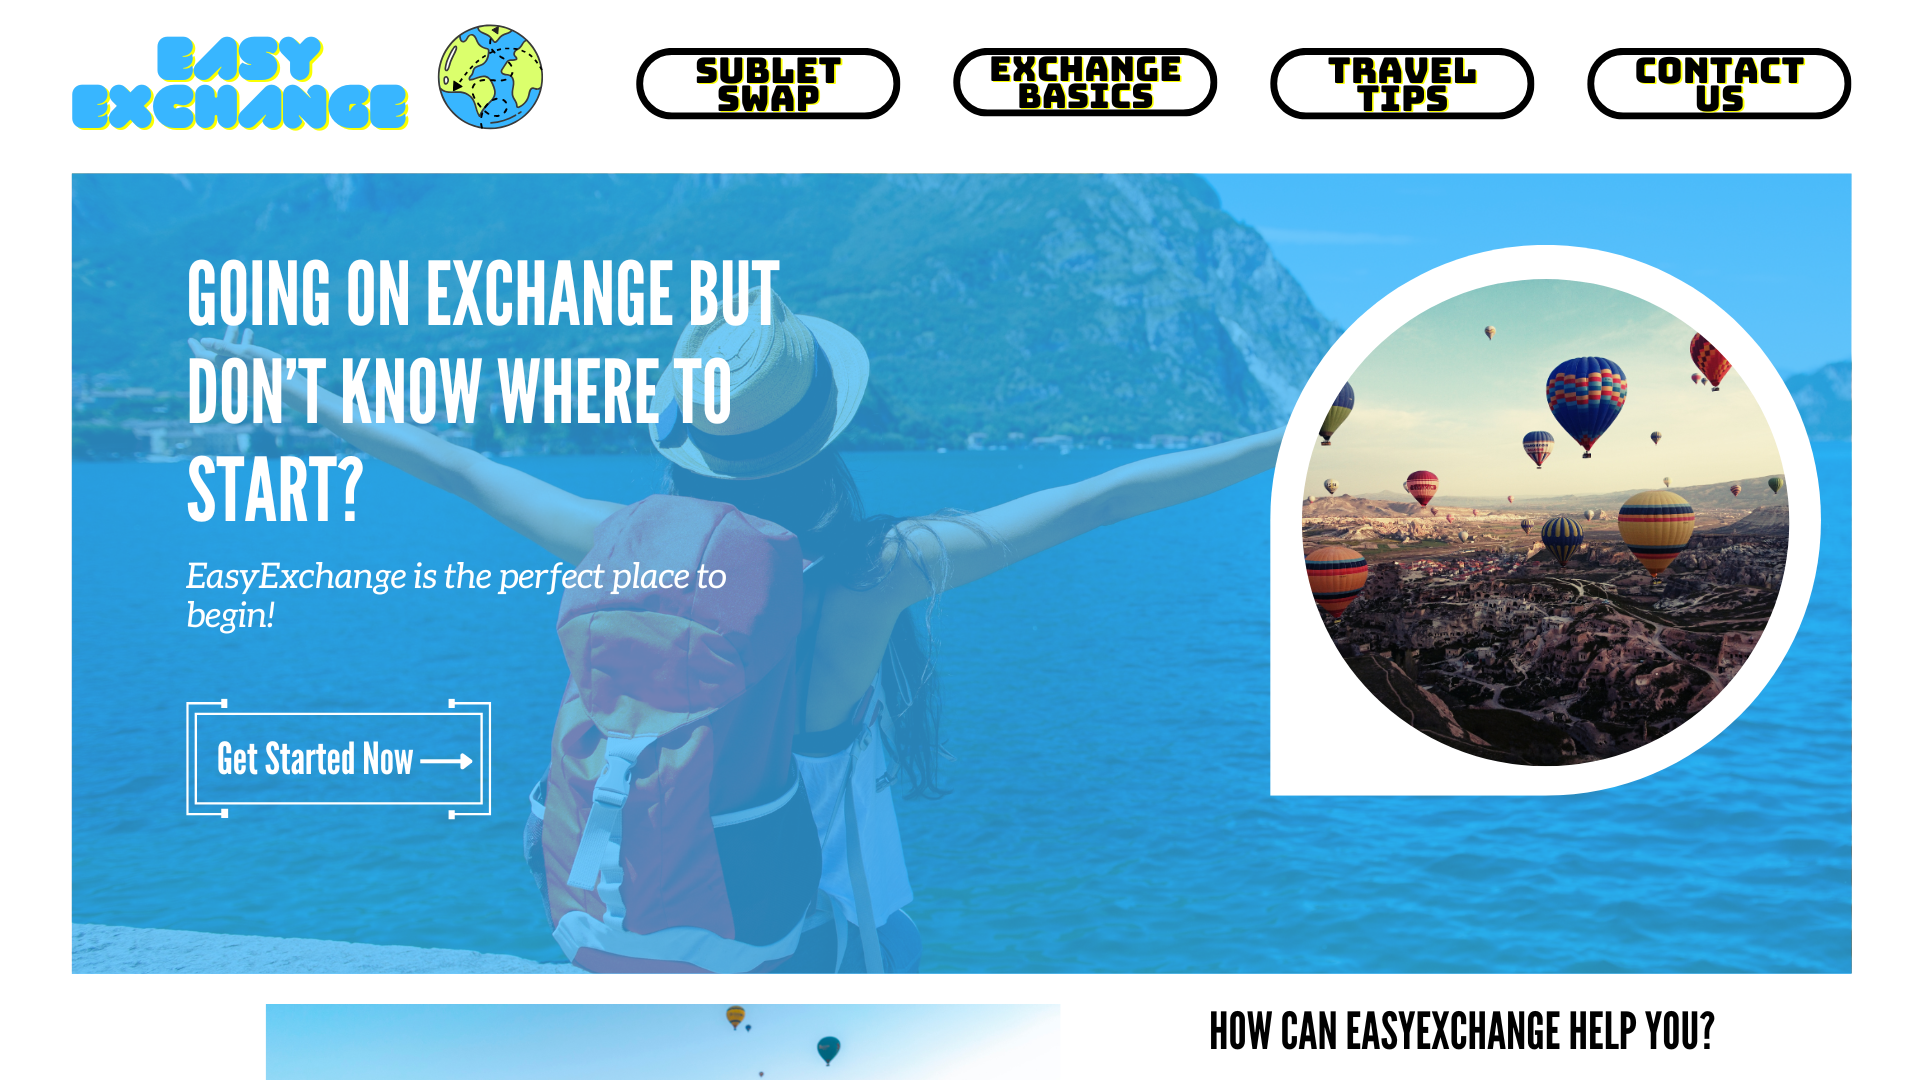 EASY
EXCHANGE
SUBLET
SWAP
EXCHANGE
BASICS
TRAVEL
TIPS
CONTACT
US
GOING ON EXCHANGE BUT
DON’T KNOW WHERE TO
START?
EasyExchange is the perfect place to
begin!
Get Started Now
HOW CAN EASYEXCHANGE HELP YOU?